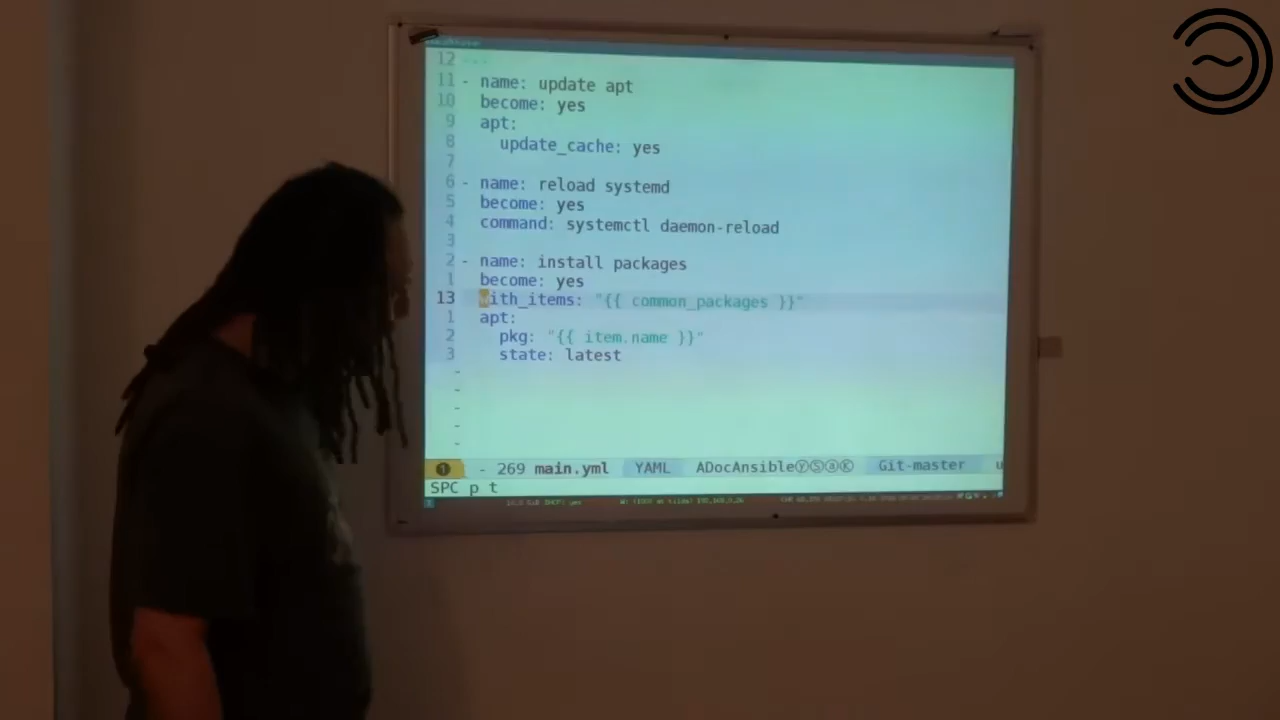 12 ---
11 - name: update apt
10 become: yes
9 apt:
8 update_cache: yes
7
6 - name: reload systemd
5 become: yes
4 command: systemctl daemon-reload
3
2 - name: install packages
1 become: yes
13 with_items: "{{ common_packages }}"
1 apt:
2 pkg: "{{ item.name }}"
3 state: latest
❶ - 269 main.yml YAML ADocAnsibleⓨⓢⓐⓚ Git-master u
SPC p t